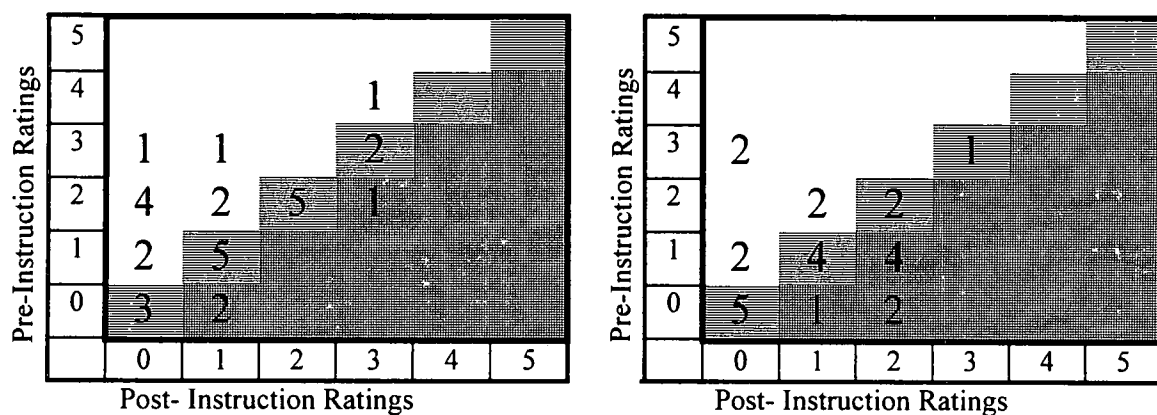 Pre-Instruction Ratings
5
4 1
3 1 1 2
2 4 2 5 1
1 2 5
0 3 2
0 1 2 3 4 5
Post- Instruction Ratings
Pre-Instruction Ratings
5
4
3 2 1
2 2 2
1 2 4 4
0 5 1 2
0 1 2 3 4 5
Post- Instruction Ratings